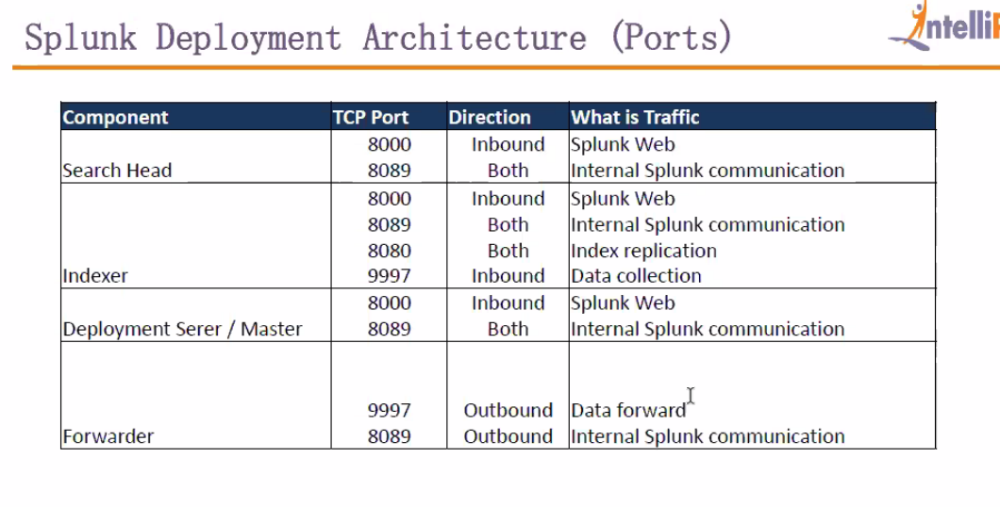 Splunk Deployment Architecture (Ports)
Component TCP Port Direction What is Traffic
8000 Inbound Splunk Web
Search Head 8089 Both Internal Splunk communication
8000 Inbound Splunk Web
8089 Both Internal Splunk communication
8080 Both Index replication
Indexer 9997 Inbound Data collection
8000 Inbound Splunk Web
Deployment Serer / Master 8089 Both Internal Splunk communication
9997 Outbound Data forward
Forwarder 8089 Outbound Internal Splunk communication